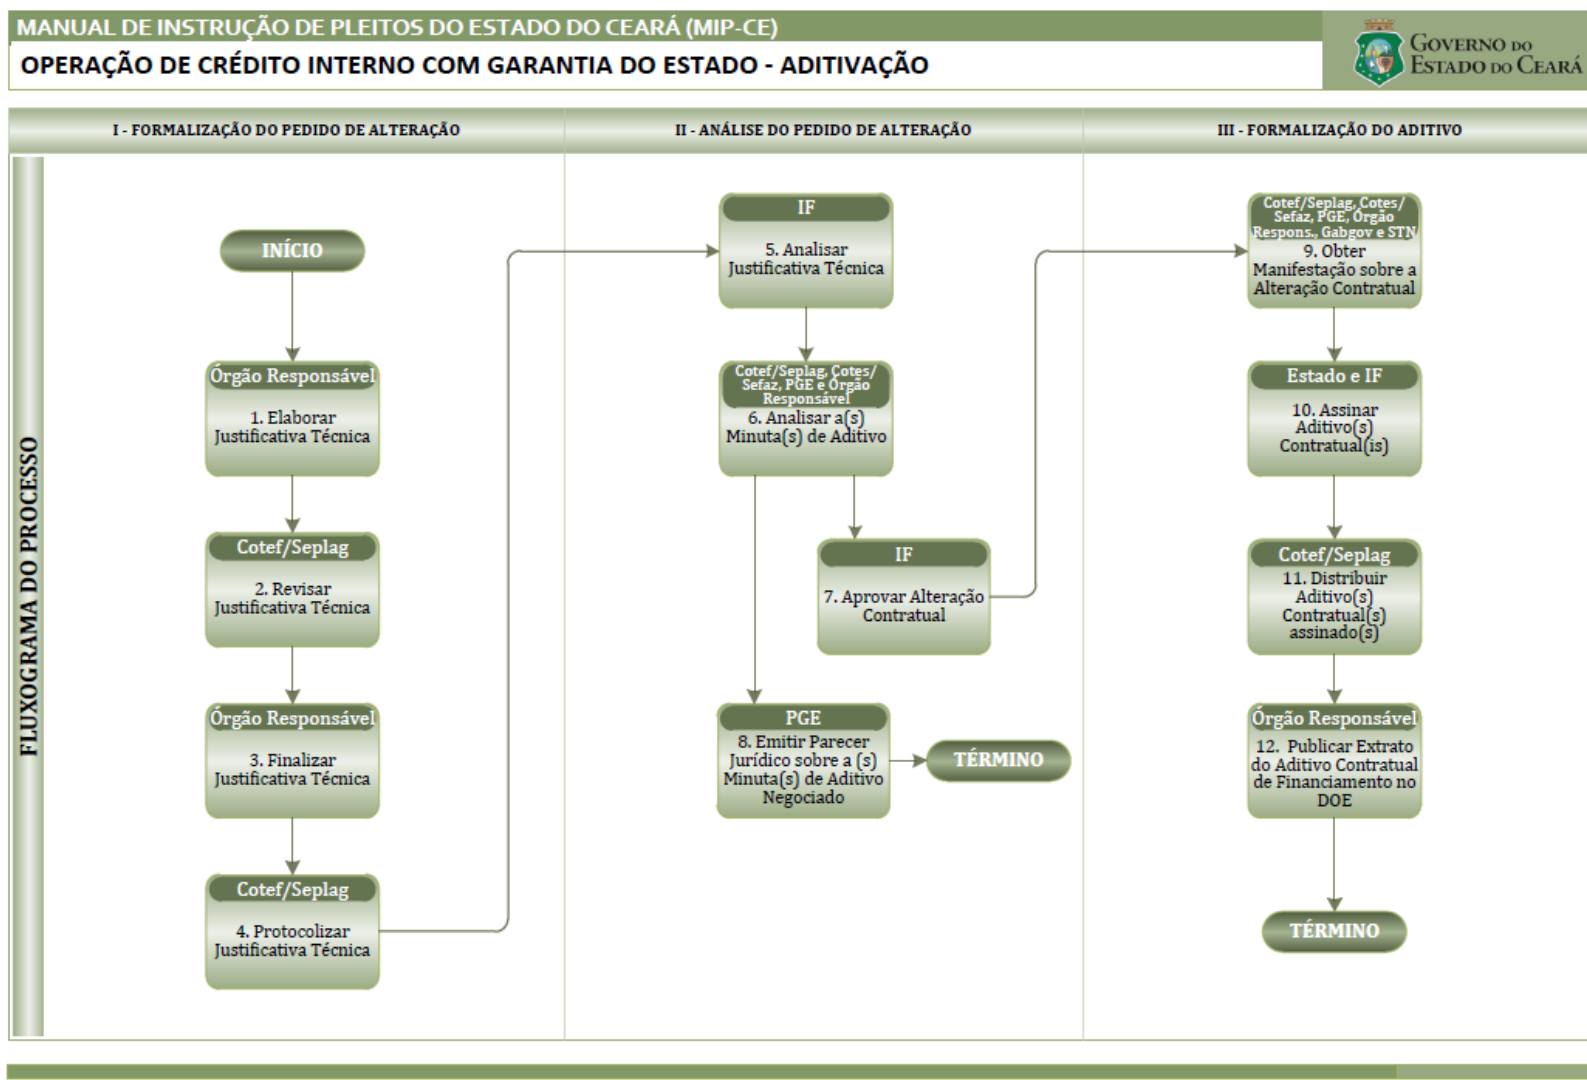 MANUAL DE INSTRUÇÃO DE PLEITOS DO ESTADO DO CEARÁ (MIP-CE)
OPERAÇÃO DE CRÉDITO INTERNO COM GARANTIA DO ESTADO - ADITIVAÇÃO
GOVERNO DO
ESTADO DO CEARÁ
I - FORMALIZAÇÃO DO PEDIDO DE ALTERAÇÃO
II - ANÁLISE DO PEDIDO DE ALTERAÇÃO
III - FORMALIZAÇÃO DO ADITIVO
FLUXOGRAMA DO PROCESSO
INÍCIO
Órgão Responsável
1. Elaborar
Justificativa Técnica
Cotef/Seplag
2. Revisar
Justificativa Técnica
Órgão Responsável
3. Finalizar
Justificativa Técnica
Cotef/Seplag
4. Protocolizar
Justificativa Técnica
IF
5. Analisar
Justificativa Técnica
Cotef/Seplag, Cotes/
Sefaz, PGE e Órgão
Responsável
6. Analisar a(s)
Minuta(s) de Aditivo
IF
7. Aprovar Alteração
Contratual
PGE
8. Emitir Parecer
Jurídico sobre a (s)
Minuta(s) de Aditivo
Negociado
TÉRMINO
Cotef/Seplag, Cotes/
Sefaz, PGE, Órgão
Respons., Gabgov e STN
9. Obter
Manifestação sobre a
Alteração Contratual
Estado e IF
10. Assinar
Aditivo(s)
Contratual(is)
Cotef/Seplag
11. Distribuir
Aditivo(s)
Contratual(s)
assinado(s)
Órgão Responsável
12. Publicar Extrato
do Aditivo Contratual
de Financiamento no
DOE
TÉRMINO